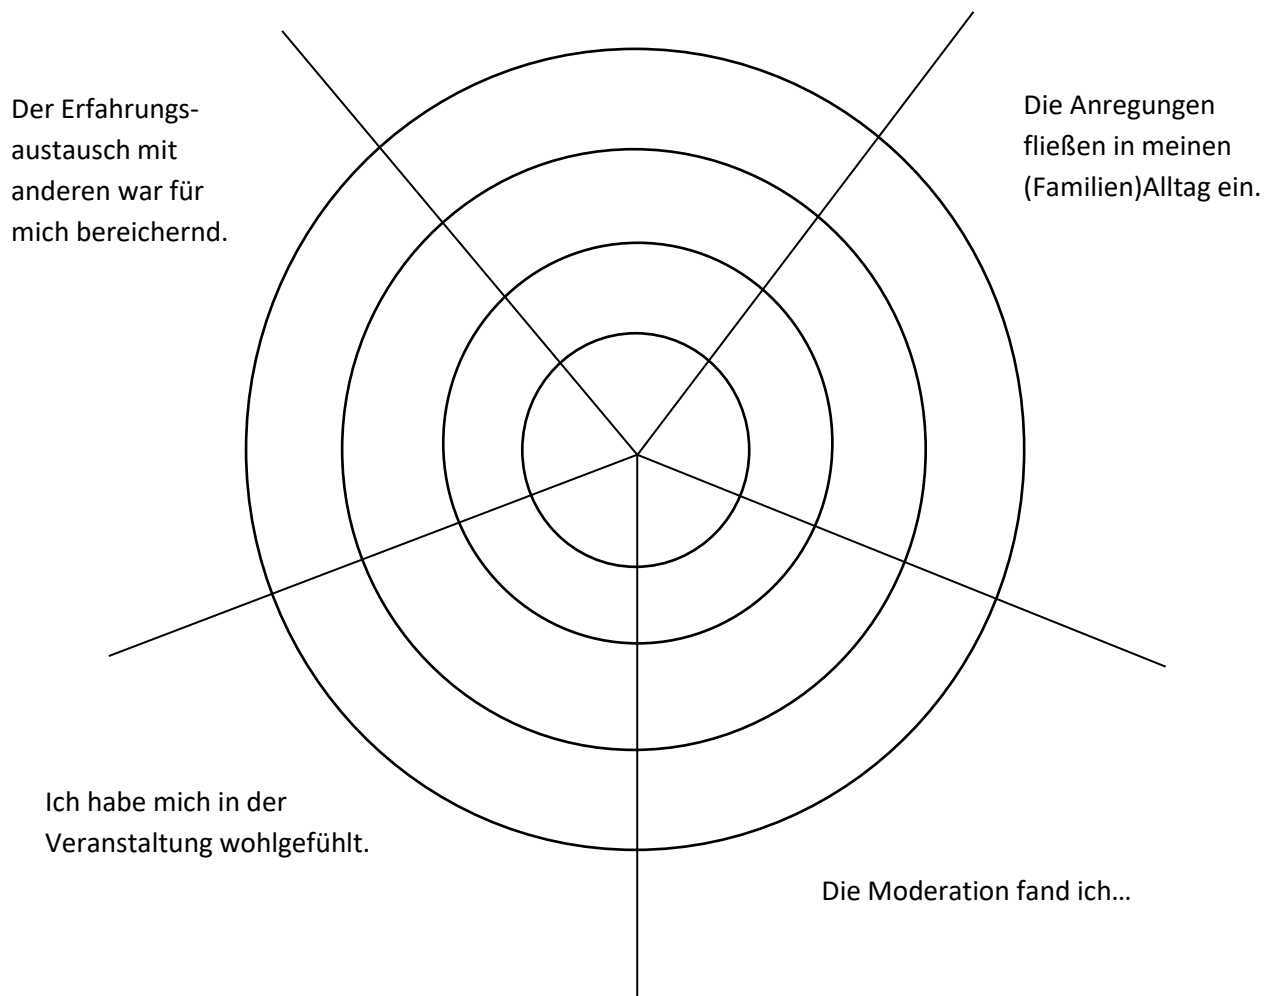 Der Erfahrungs-
austausch mit
anderen war für
mich bereichernd.
Die Anregungen
fließen in meinen
(Familien)Alltag ein.
Ich habe mich in der
Veranstaltung wohlgefühlt.
Die Moderation fand ich…